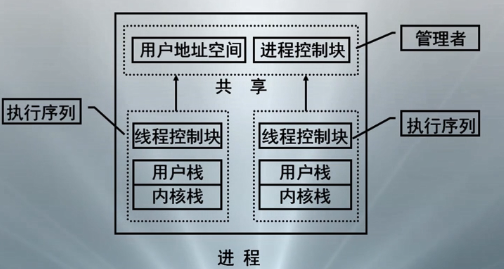 用户地址空间 进程控制块 管理者
共 享
执行序列 线程控制块 线程控制块 执行序列
用户栈 用户栈
内核栈 内核栈
进 程